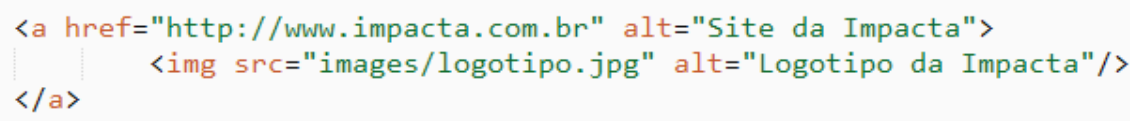 <a href="http://www.impacta.com.br" alt="Site da Impacta">
<img src="images/logotipo.jpg" alt="Logotipo da Impacta"/>
</a>